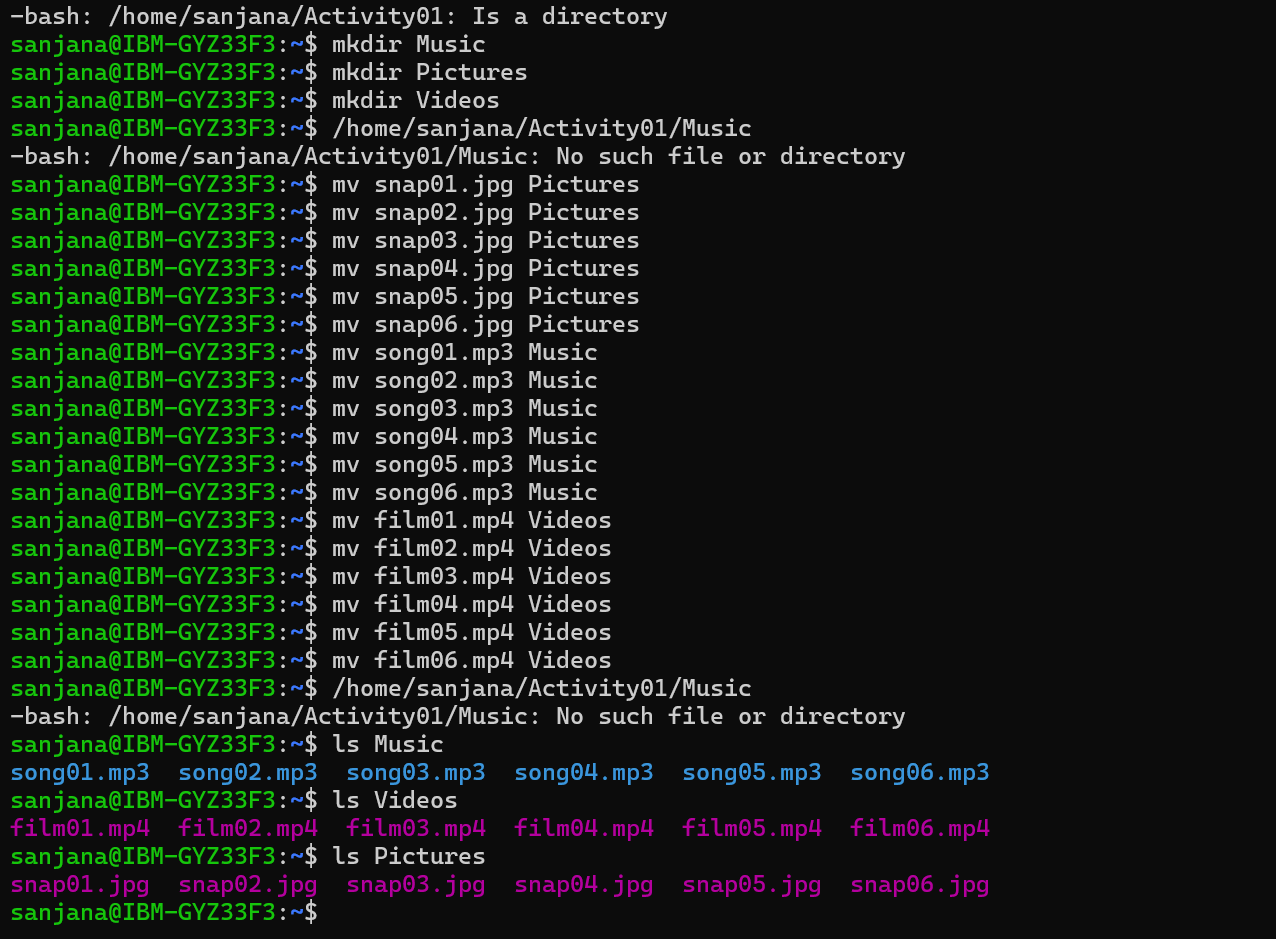 -bash: /home/sanjana/Activity01: Is a directory
sanjana@IBM-GYZ33F3:~$ mkdir Music
sanjana@IBM-GYZ33F3:~$ mkdir Pictures
sanjana@IBM-GYZ33F3:~$ mkdir Videos
sanjana@IBM-GYZ33F3:~$ /home/sanjana/Activity01/Music
-bash: /home/sanjana/Activity01/Music: No such file or directory
sanjana@IBM-GYZ33F3:~$ mv snap01.jpg Pictures
sanjana@IBM-GYZ33F3:~$ mv snap02.jpg Pictures
sanjana@IBM-GYZ33F3:~$ mv snap03.jpg Pictures
sanjana@IBM-GYZ33F3:~$ mv snap04.jpg Pictures
sanjana@IBM-GYZ33F3:~$ mv snap05.jpg Pictures
sanjana@IBM-GYZ33F3:~$ mv snap06.jpg Pictures
sanjana@IBM-GYZ33F3:~$ mv song01.mp3 Music
sanjana@IBM-GYZ33F3:~$ mv song02.mp3 Music
sanjana@IBM-GYZ33F3:~$ mv song03.mp3 Music
sanjana@IBM-GYZ33F3:~$ mv song04.mp3 Music
sanjana@IBM-GYZ33F3:~$ mv song05.mp3 Music
sanjana@IBM-GYZ33F3:~$ mv song06.mp3 Music
sanjana@IBM-GYZ33F3:~$ mv film01.mp4 Videos
sanjana@IBM-GYZ33F3:~$ mv film02.mp4 Videos
sanjana@IBM-GYZ33F3:~$ mv film03.mp4 Videos
sanjana@IBM-GYZ33F3:~$ mv film04.mp4 Videos
sanjana@IBM-GYZ33F3:~$ mv film05.mp4 Videos
sanjana@IBM-GYZ33F3:~$ mv film06.mp4 Videos
sanjana@IBM-GYZ33F3:~$ /home/sanjana/Activity01/Music
-bash: /home/sanjana/Activity01/Music: No such file or directory
sanjana@IBM-GYZ33F3:~$ ls Music
song01.mp3  song02.mp3  song03.mp3  song04.mp3  song05.mp3  song06.mp3
sanjana@IBM-GYZ33F3:~$ ls Videos
film01.mp4  film02.mp4  film03.mp4  film04.mp4  film05.mp4  film06.mp4
sanjana@IBM-GYZ33F3:~$ ls Pictures
snap01.jpg  snap02.jpg  snap03.jpg  snap04.jpg  snap05.jpg  snap06.jpg
sanjana@IBM-GYZ33F3:~$